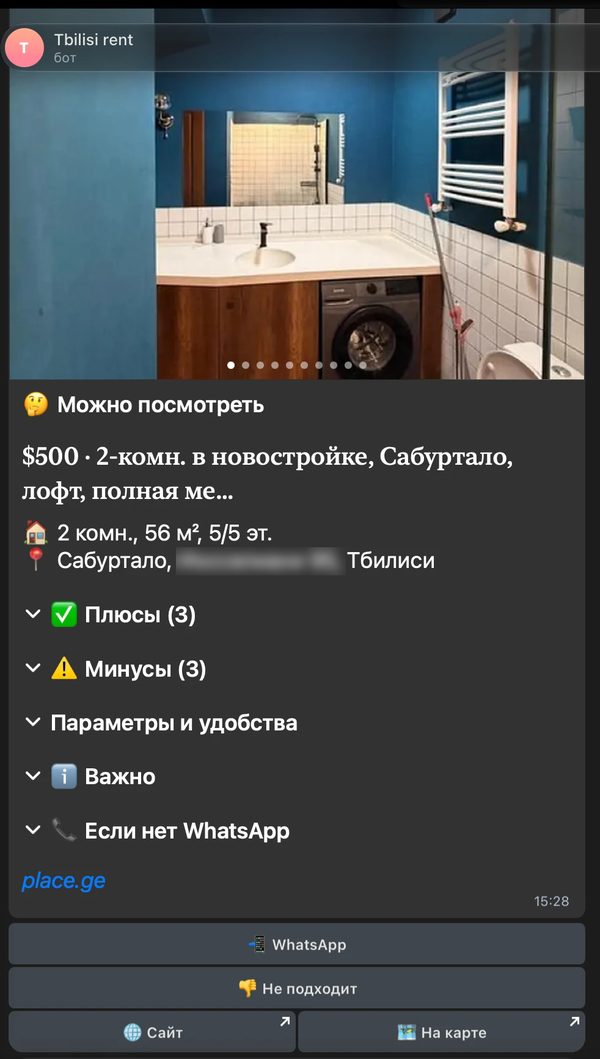 T
Tbilisi rent
бот
🤔 Можно посмотреть
$500 · 2-комн. в новостройке, Сабуртало,
лофт, полная ме...
🏠 2 комн., 56 м², 5/5 эт.
📍 Сабуртало, Тбилиси
✅ Плюсы (3)
⚠️ Минусы (3)
Параметры и удобства
ℹ️ Важно
📞 Если нет WhatsApp
place.ge
15:28
📲 WhatsApp
👎 Не подходит
🌐 Сайт
🗺️ На карте